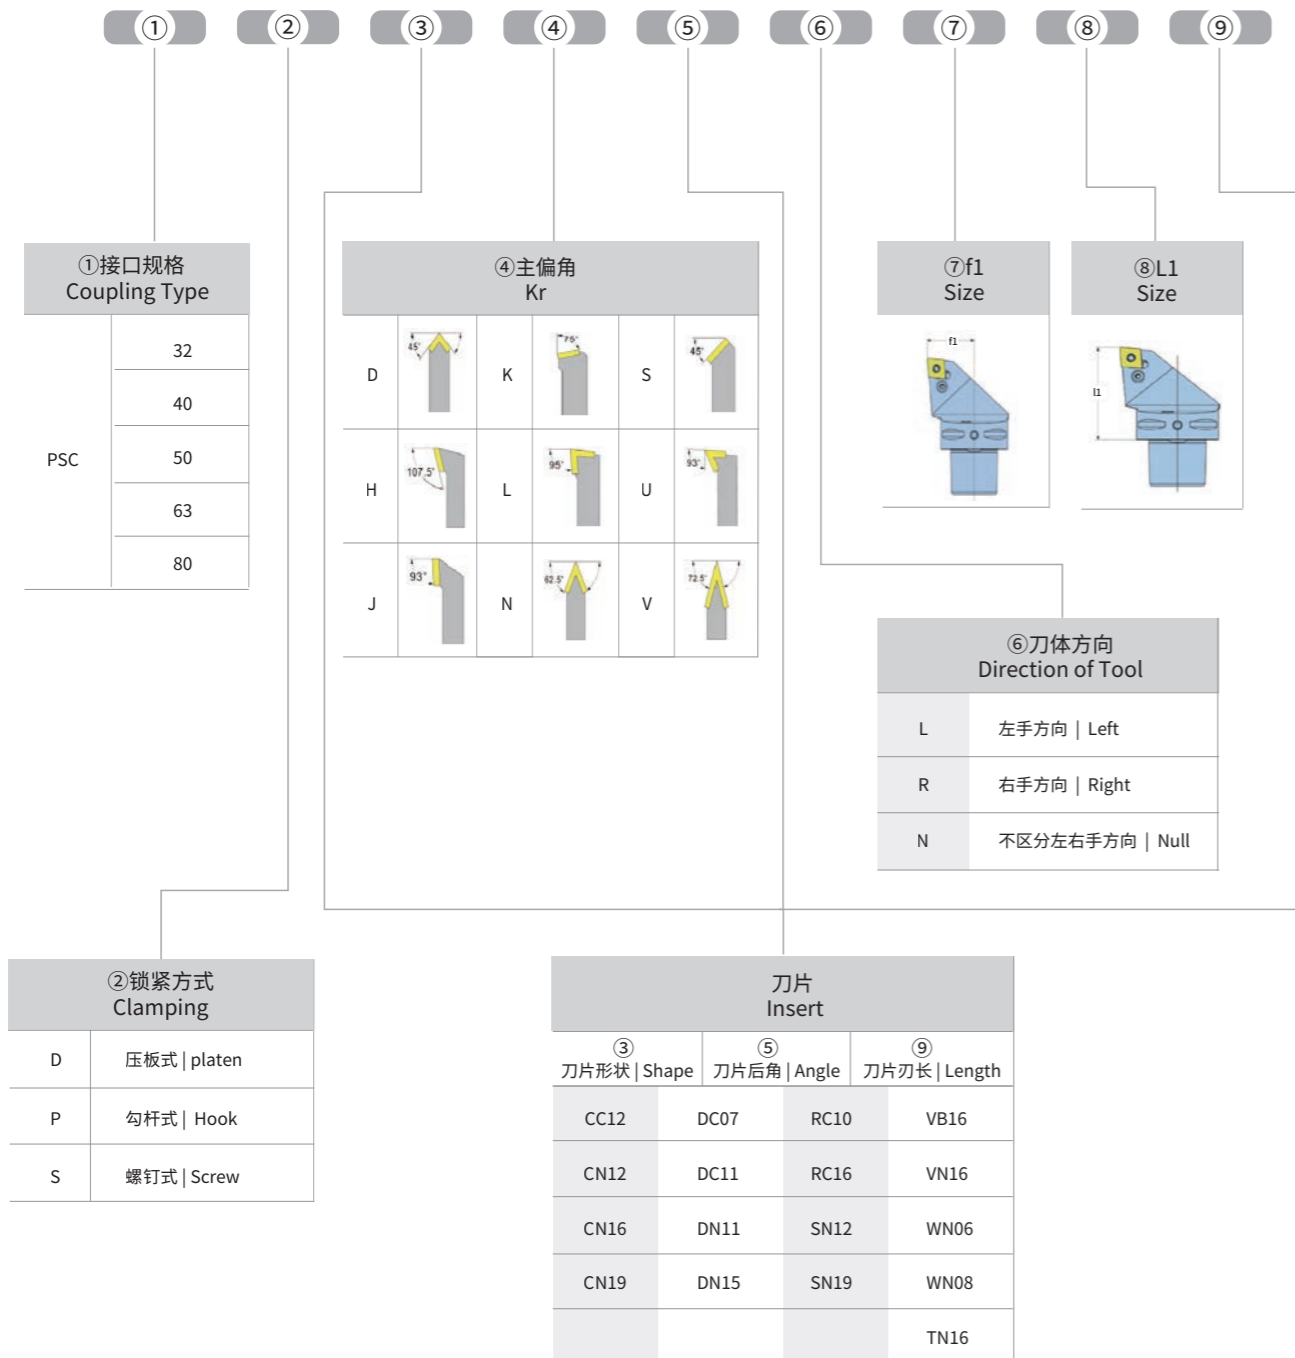 ① ② ③ ④ ⑤ ⑥ ⑦ ⑧ ⑨
①接口规格
Coupling Type
PSC
32
40
50
63
80
④主偏角
Kr
D 45° K 75° S 45°
H 107.5° L 95° U 93°
J 93° N 62.5° V 72.5°
⑦f1
Size
f1
⑧L1
Size
l1
⑥刀体方向
Direction of Tool
L 左手方向 | Left
R 右手方向 | Right
N 不区分左右手方向 | Null
②锁紧方式
Clamping
D 压板式 | platen
P 勾杆式 | Hook
S 螺钉式 | Screw
刀片
Insert
③ ⑤ ⑨
刀片形状 | Shape 刀片后角 | Angle 刀片刃长 | Length
CC12 DC07 RC10 VB16
CN12 DC11 RC16 VN16
CN16 DN11 SN12 WN06
CN19 DN15 SN19 WN08
TN16